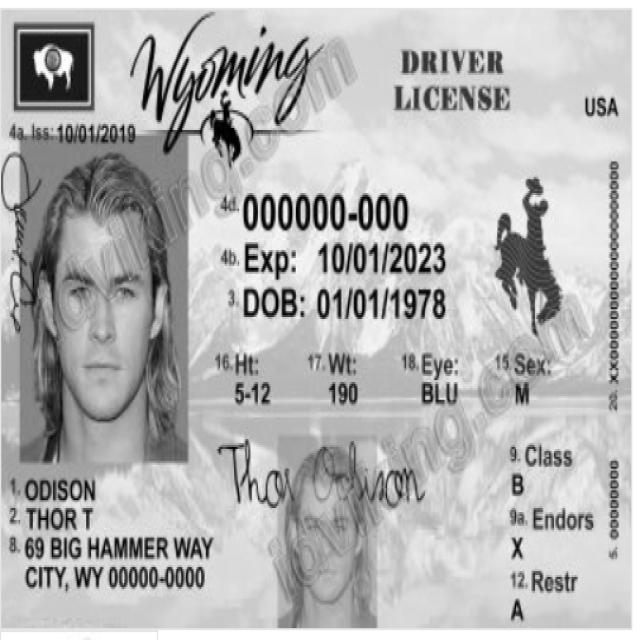 Wyoming
DRIVER
LICENSE
USA
4a. Iss: 10/01/2019
4d. 000000-000
4b. Exp: 10/01/2023
3. DOB: 01/01/1978
16. Ht: 17. Wt: 18. Eye: 15 Sex:
5-12 190 BLU M
Thor Odison
1. ODISON
2. THOR T
8. 69 BIG HAMMER WAY
CITY, WY 00000-0000
9. Class
B
9a. Endors
X
12. Restr
A
5. 00000000